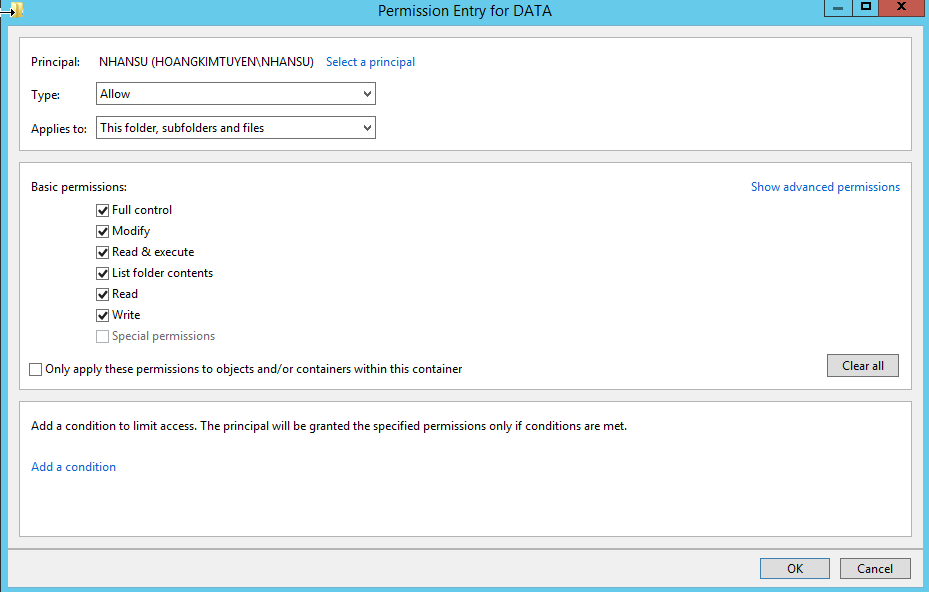 Permission Entry for DATA
Principal: NHANSU (HOANGKIMTUYEN\NHANSU) Select a principal
Type: Allow
Applies to: This folder, subfolders and files
Basic permissions: Show advanced permissions
Full control
Modify
Read & execute
List folder contents
Read
Write
Special permissions
Only apply these permissions to objects and/or containers within this container Clear all
Add a condition to limit access. The principal will be granted the specified permissions only if conditions are met.
Add a condition
OK Cancel